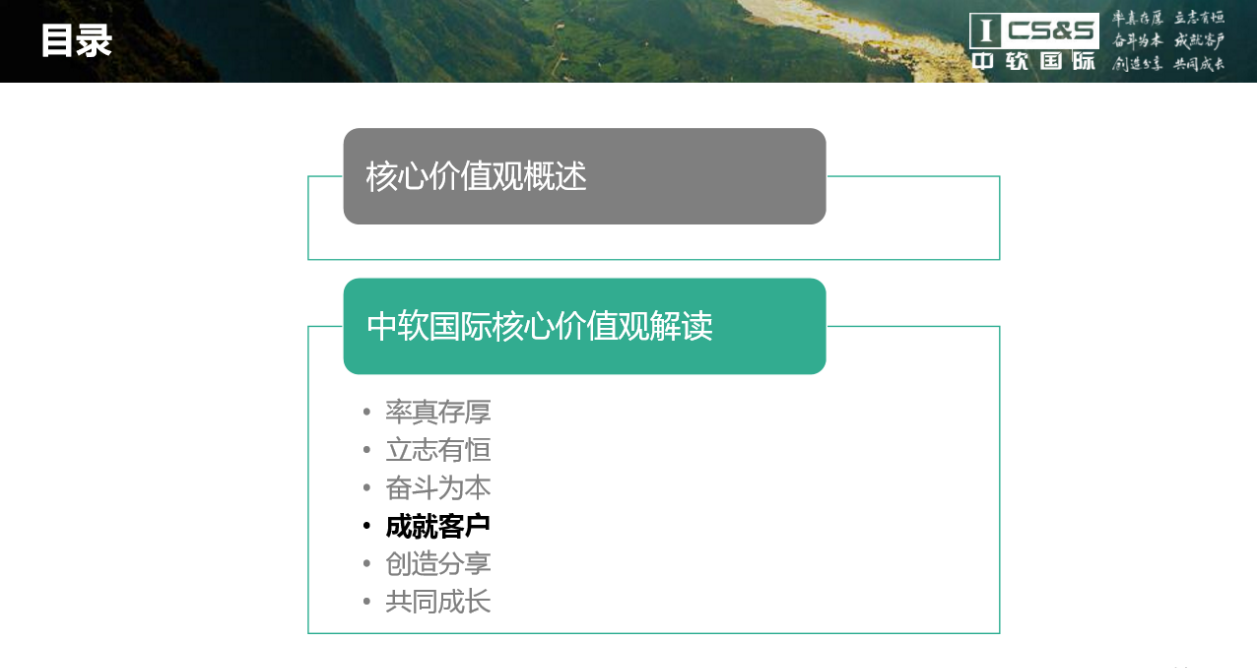 目录
I CS&S
中软国际
率真存厚 立志有恒
奋斗为本 成就客户
创造分享 共同成长
核心价值观概述
中软国际核心价值观解读
• 率真存厚
• 立志有恒
• 奋斗为本
• 成就客户
• 创造分享
• 共同成长